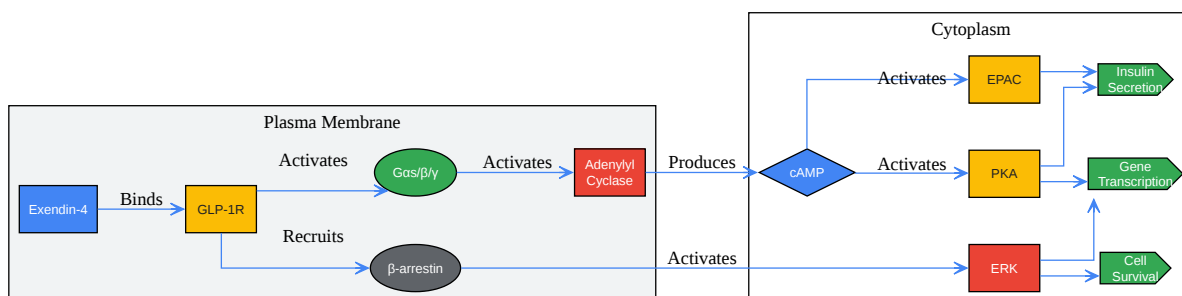 Cytoplasm
Plasma Membrane
Exendin-4
Binds
GLP-1R
Activates
Gαs/β/γ
Activates
Adenylyl
Cyclase
Produces
cAMP
Activates
EPAC
Insulin
Secretion
Activates
PKA
Gene
Transcription
Recruits
β-arrestin
Activates
ERK
Cell
Survival